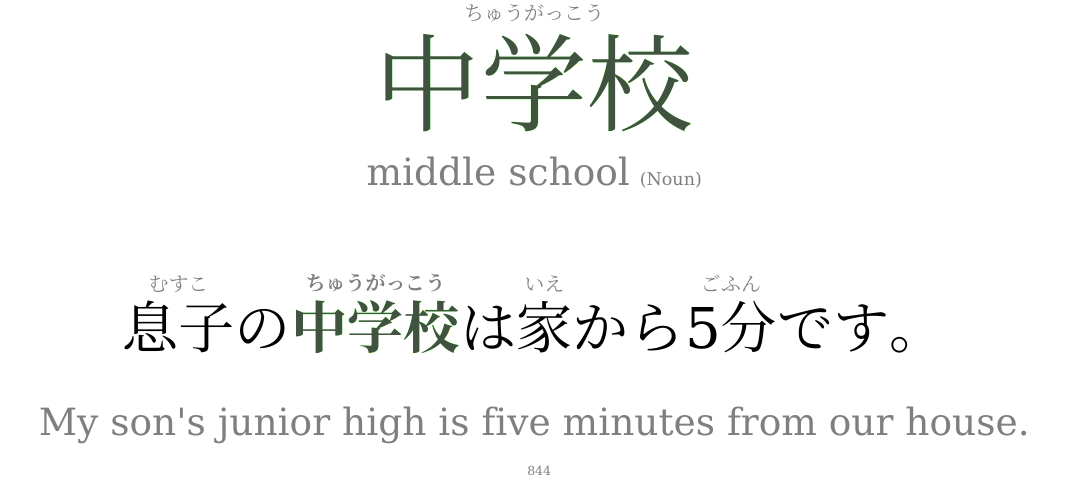 ちゅうがっこう
中学校
middle school (Noun)
むすこ ちゅうがっこう いえ ごふん
息子の中学校は家から5分です。
My son's junior high is five minutes from our house.
844